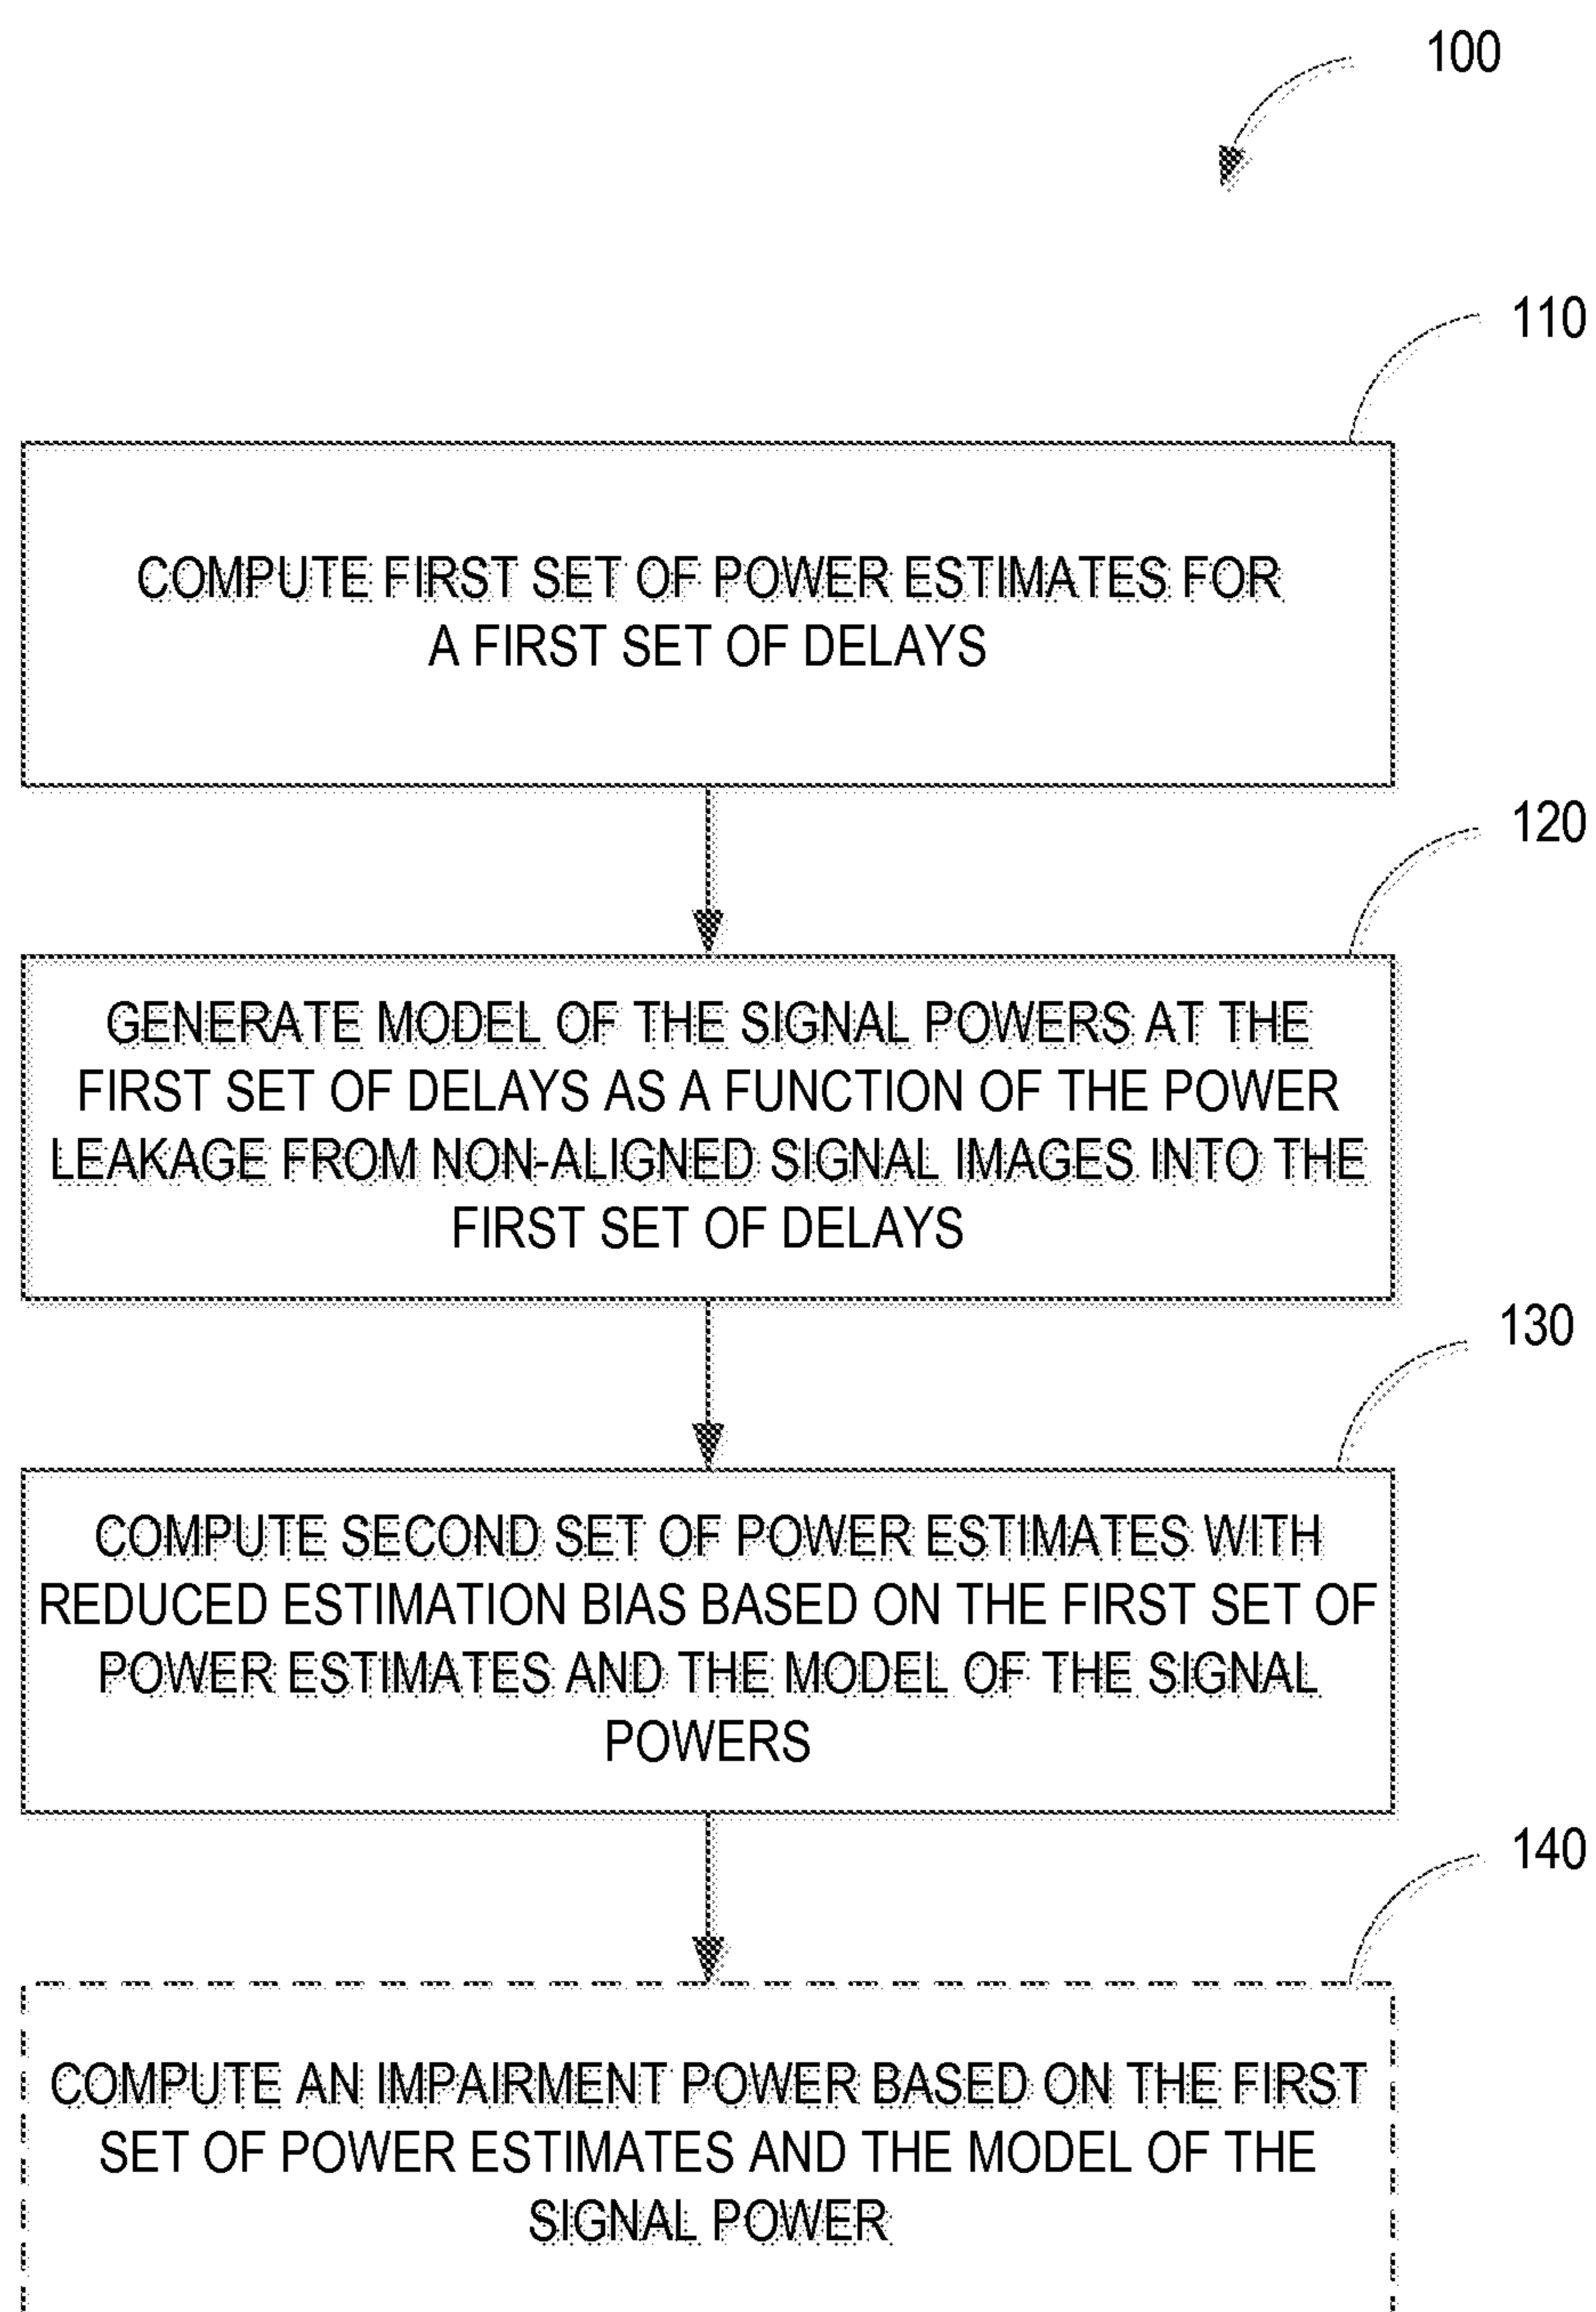 100
110
COMPUTE FIRST SET OF POWER ESTIMATES FOR
A FIRST SET OF DELAYS
120
GENERATE MODEL OF THE SIGNAL POWERS AT THE
FIRST SET OF DELAYS AS A FUNCTION OF THE POWER
LEAKAGE FROM NON-ALIGNED SIGNAL IMAGES INTO THE
FIRST SET OF DELAYS
130
COMPUTE SECOND SET OF POWER ESTIMATES WITH
REDUCED ESTIMATION BIAS BASED ON THE FIRST SET OF
POWER ESTIMATES AND THE MODEL OF THE SIGNAL
POWERS
140
COMPUTE AN IMPAIRMENT POWER BASED ON THE FIRST
SET OF POWER ESTIMATES AND THE MODEL OF THE
SIGNAL POWER